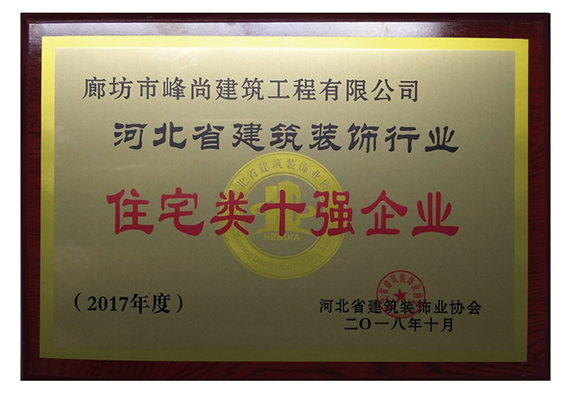 廊坊市峰尚建筑工程有限公司
河北省建筑装饰行业
住宅类十强企业
HBBDIA
（2017年度）
河北省建筑装饰业协会
二〇一八年十月